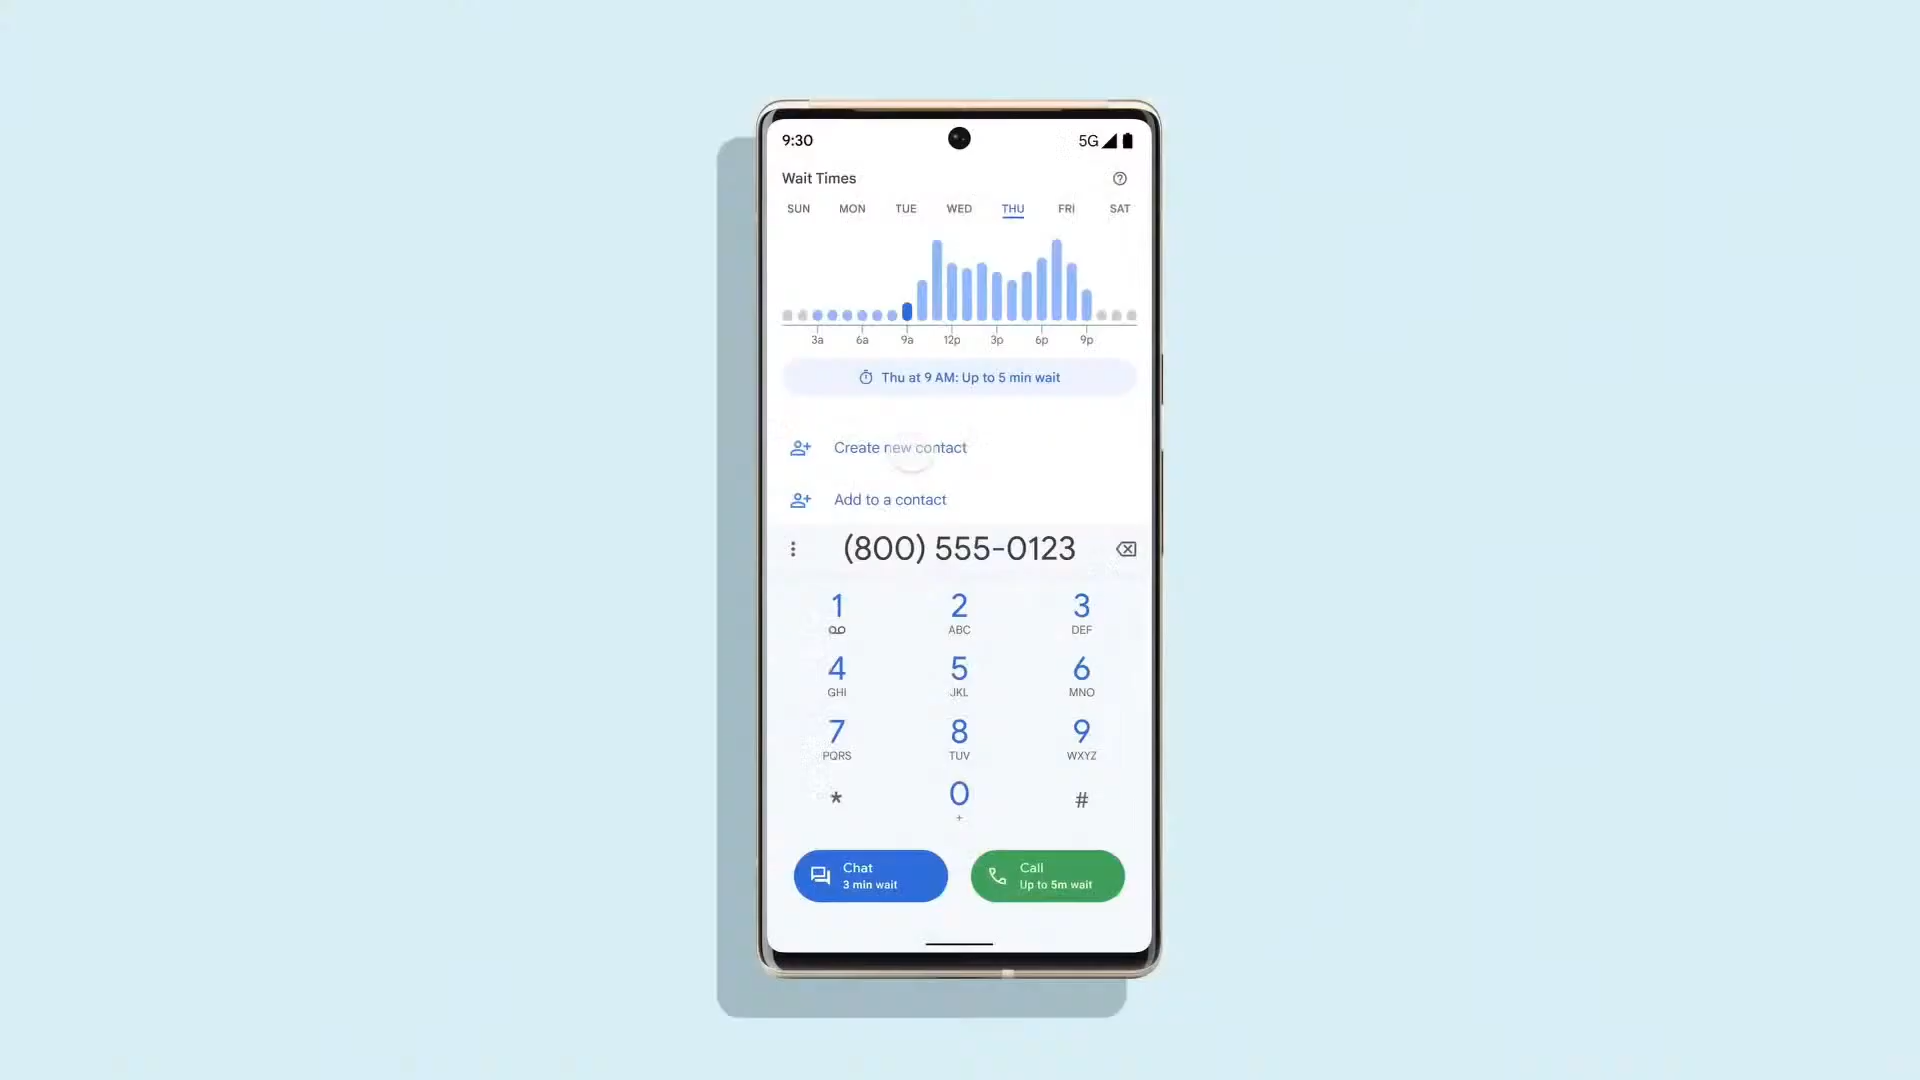 9:30 5G
Wait Times
SUN MON TUE WED THU FRI SAT
3a 6a 9a 12p 3p 6p 9p
Thu at 9 AM: Up to 5 min wait
Create new contact
Add to a contact
(800) 555-0123
1 2 3
ABC DEF
4 5 6
GHI JKL MNO
7 8 9
PQRS TUV WXYZ
* 0 #
+
Chat
3 min wait
Call
Up to 5m wait